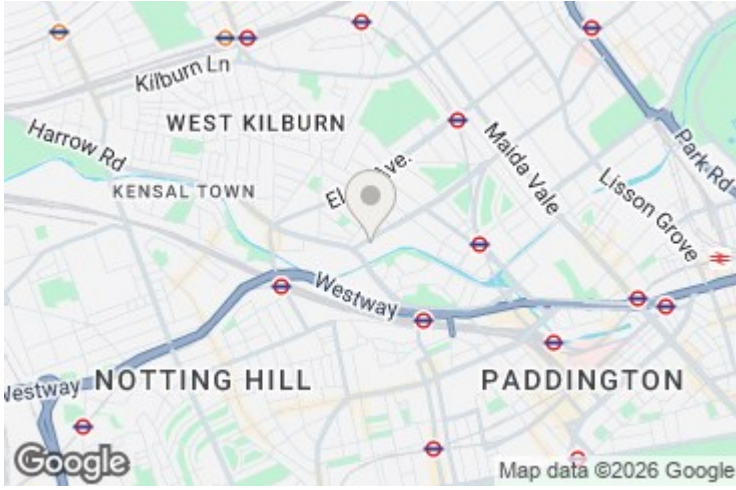 Kilburn Ln
WEST KILBURN
Harrow Rd
Maida Vale
Park Rd
KENSAL TOWN
Lisson Grove
Westway
Westway
NOTTING HILL
PADDINGTON
Google
Map data ©2026 Google